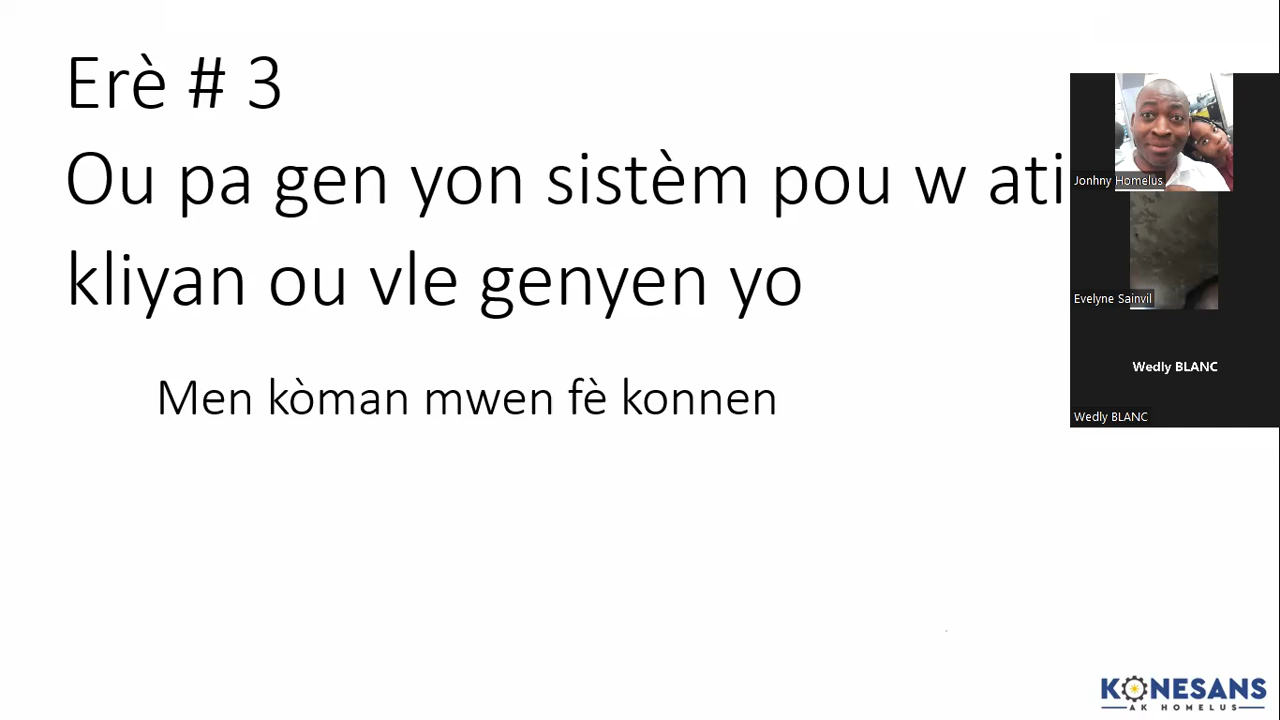 Erè # 3
Ou pa gen yon sistèm pou w
kliyan ou vle genyen yo
Men kòman mwen fè konnen
Jonhny Homelus
Evelyne Sainvil
Wedly BLANC
Wedly BLANC
KONESANS
AK HOMELUS